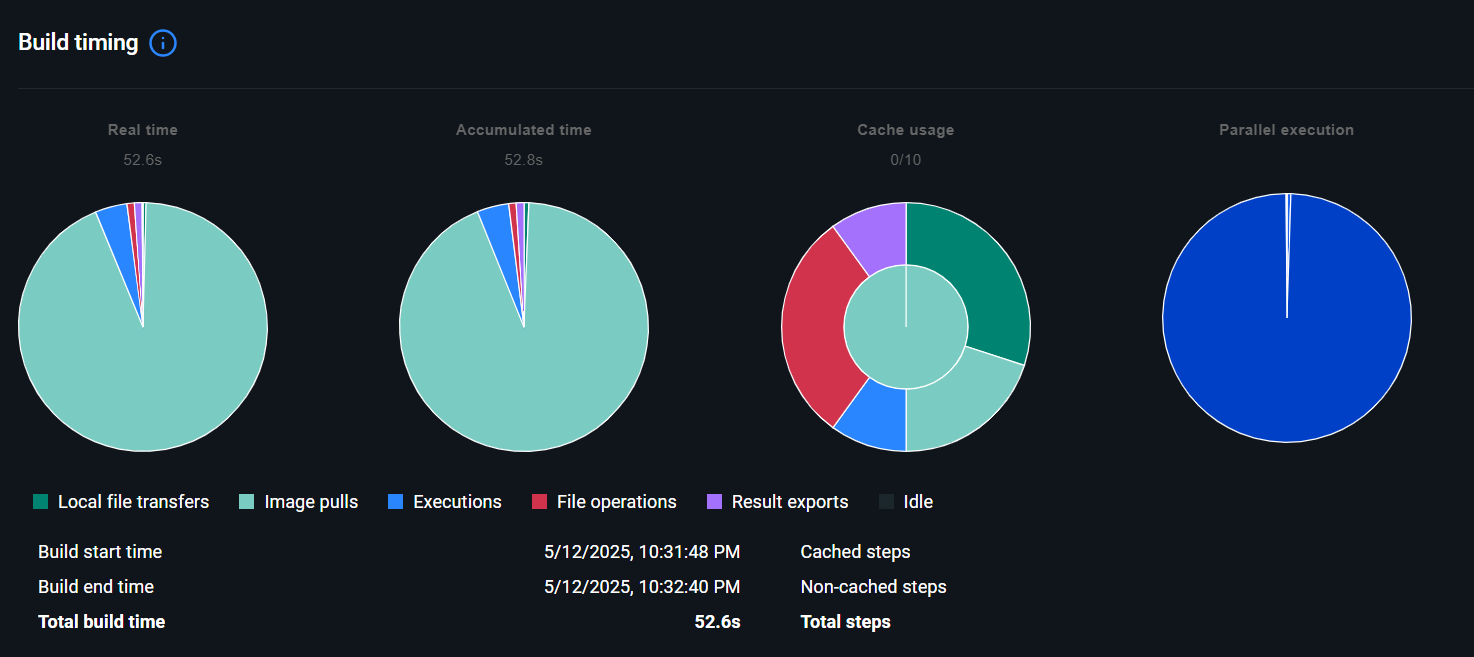 Build timing
Real time
52.6s
Accumulated time
52.8s
Cache usage
0/10
Parallel execution
Local file transfers
Image pulls
Executions
File operations
Result exports
Idle
Build start time 5/12/2025, 10:31:48 PM
Build end time 5/12/2025, 10:32:40 PM
Total build time 52.6s
Cached steps
Non-cached steps
Total steps